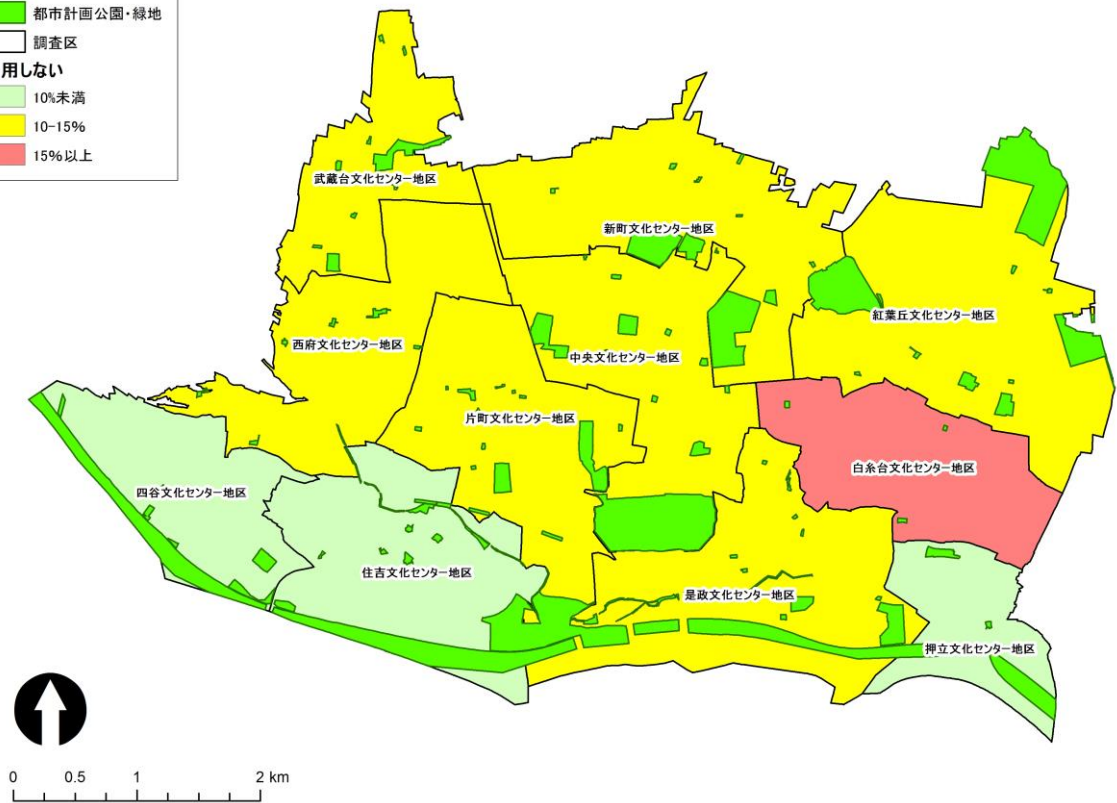 都市計画公園・緑地
調査区
用しない
10%未満
10-15%
15%以上
武蔵台文化センター地区
新町文化センター地区
紅葉丘文化センター地区
西府文化センター地区
中央文化センター地区
片町文化センター地区
白糸台文化センター地区
四谷文化センター地区
住吉文化センター地区
是政文化センター地区
押立文化センター地区
0 0.5 1 2 km